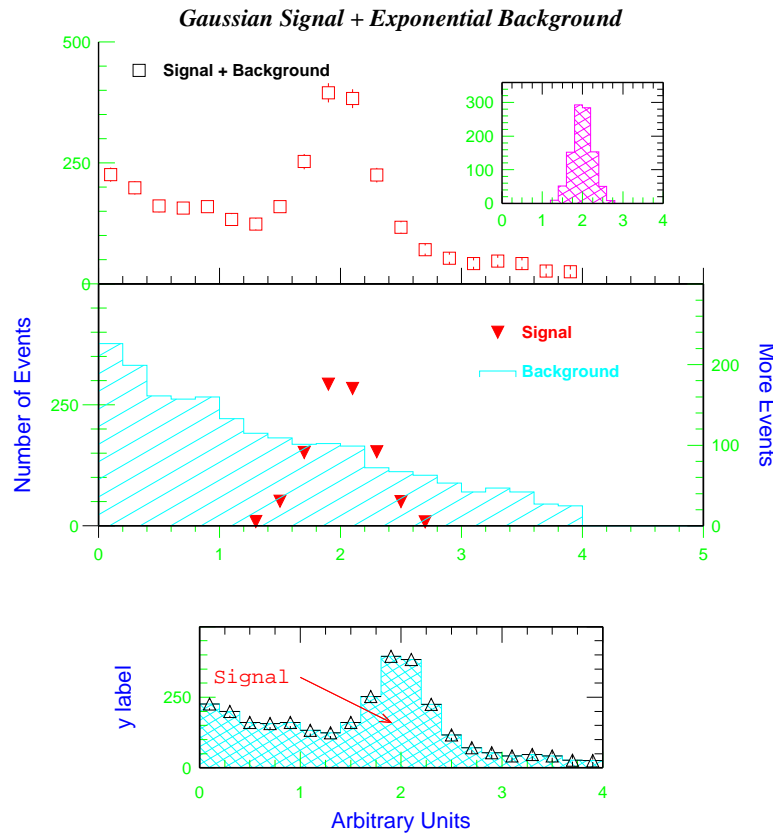 Gaussian Signal + Exponential Background
500
Signal + Background
300
250
200
100
0
0 1 2 3 4
0
Signal
200
Background
Number of Events
More Events
250
100
0
0
0 1 2 3 4 5
Signal
y label
250
0
0 1 2 3 4
Arbitrary Units